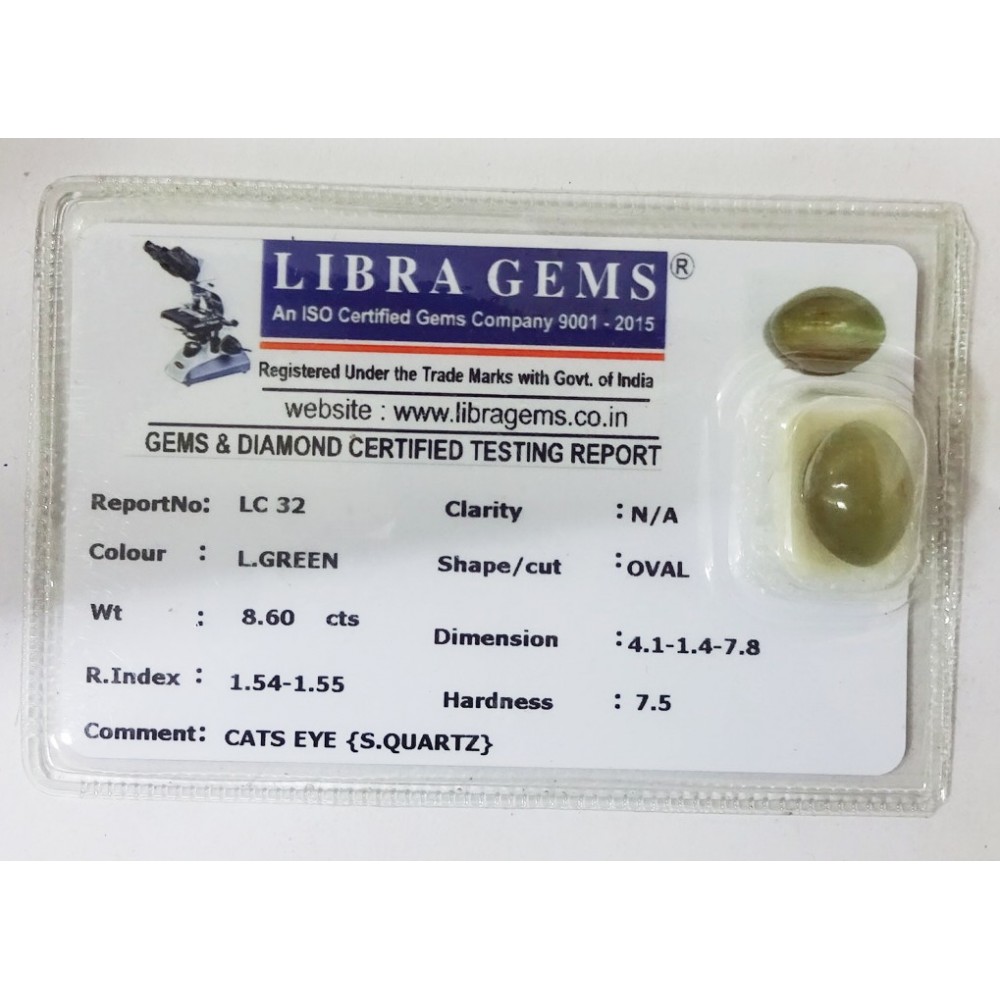 LIBRA GEMS ®
An ISO Certified Gems Company 9001 - 2015
Registered Under the Trade Marks with Govt. of India
website : www.libragems.co.in
GEMS & DIAMOND CERTIFIED TESTING REPORT
ReportNo: LC 32 Clarity : N/A
Colour : L.GREEN Shape/cut : OVAL
Wt : 8.60 cts Dimension : 4.1-1.4-7.8
R.Index : 1.54-1.55 Hardness : 7.5
Comment: CATS EYE {S.QUARTZ}